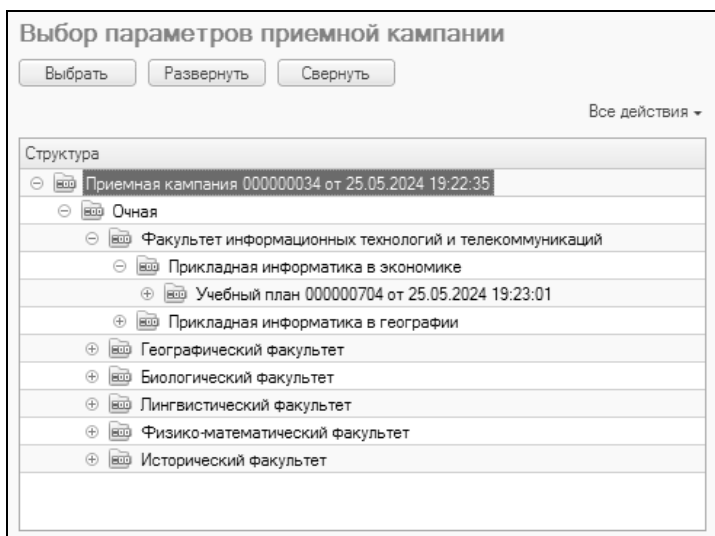 Выбор параметров приемной кампании
Выбрать Развернуть Свернуть
Все действия
Структура
Приемная кампания 000000034 от 25.05.2024 19:22:35
Очная
Факультет информационных технологий и телекоммуникаций
Прикладная информатика в экономике
Учебный план 000000704 от 25.05.2024 19:23:01
Прикладная информатика в географии
Географический факультет
Биологический факультет
Лингвистический факультет
Физико-математический факультет
Исторический факультет